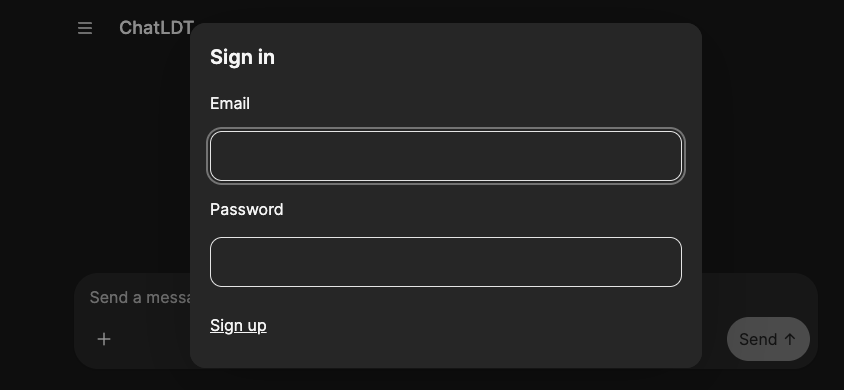 ChatLDT
Sign in
Email
Password
Send a messa
Sign up
Send ↑